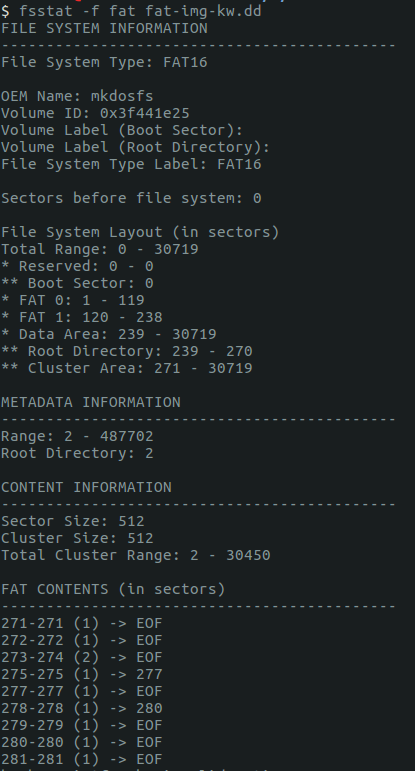 $ fsstat -f fat fat-img-kw.dd
FILE SYSTEM INFORMATION
--------------------------------------------
File System Type: FAT16
OEM Name: mkdosfs
Volume ID: 0x3f441e25
Volume Label (Boot Sector):
Volume Label (Root Directory):
File System Type Label: FAT16
Sectors before file system: 0
File System Layout (in sectors)
Total Range: 0 - 30719
* Reserved: 0 - 0
** Boot Sector: 0
* FAT 0: 1 - 119
* FAT 1: 120 - 238
* Data Area: 239 - 30719
** Root Directory: 239 - 270
** Cluster Area: 271 - 30719
METADATA INFORMATION
--------------------------------------------
Range: 2 - 487702
Root Directory: 2
CONTENT INFORMATION
--------------------------------------------
Sector Size: 512
Cluster Size: 512
Total Cluster Range: 2 - 30450
FAT CONTENTS (in sectors)
--------------------------------------------
271-271 (1) -> EOF
272-272 (1) -> EOF
273-274 (2) -> EOF
275-275 (1) -> 277
277-277 (1) -> EOF
278-278 (1) -> 280
279-279 (1) -> EOF
280-280 (1) -> EOF
281-281 (1) -> EOF